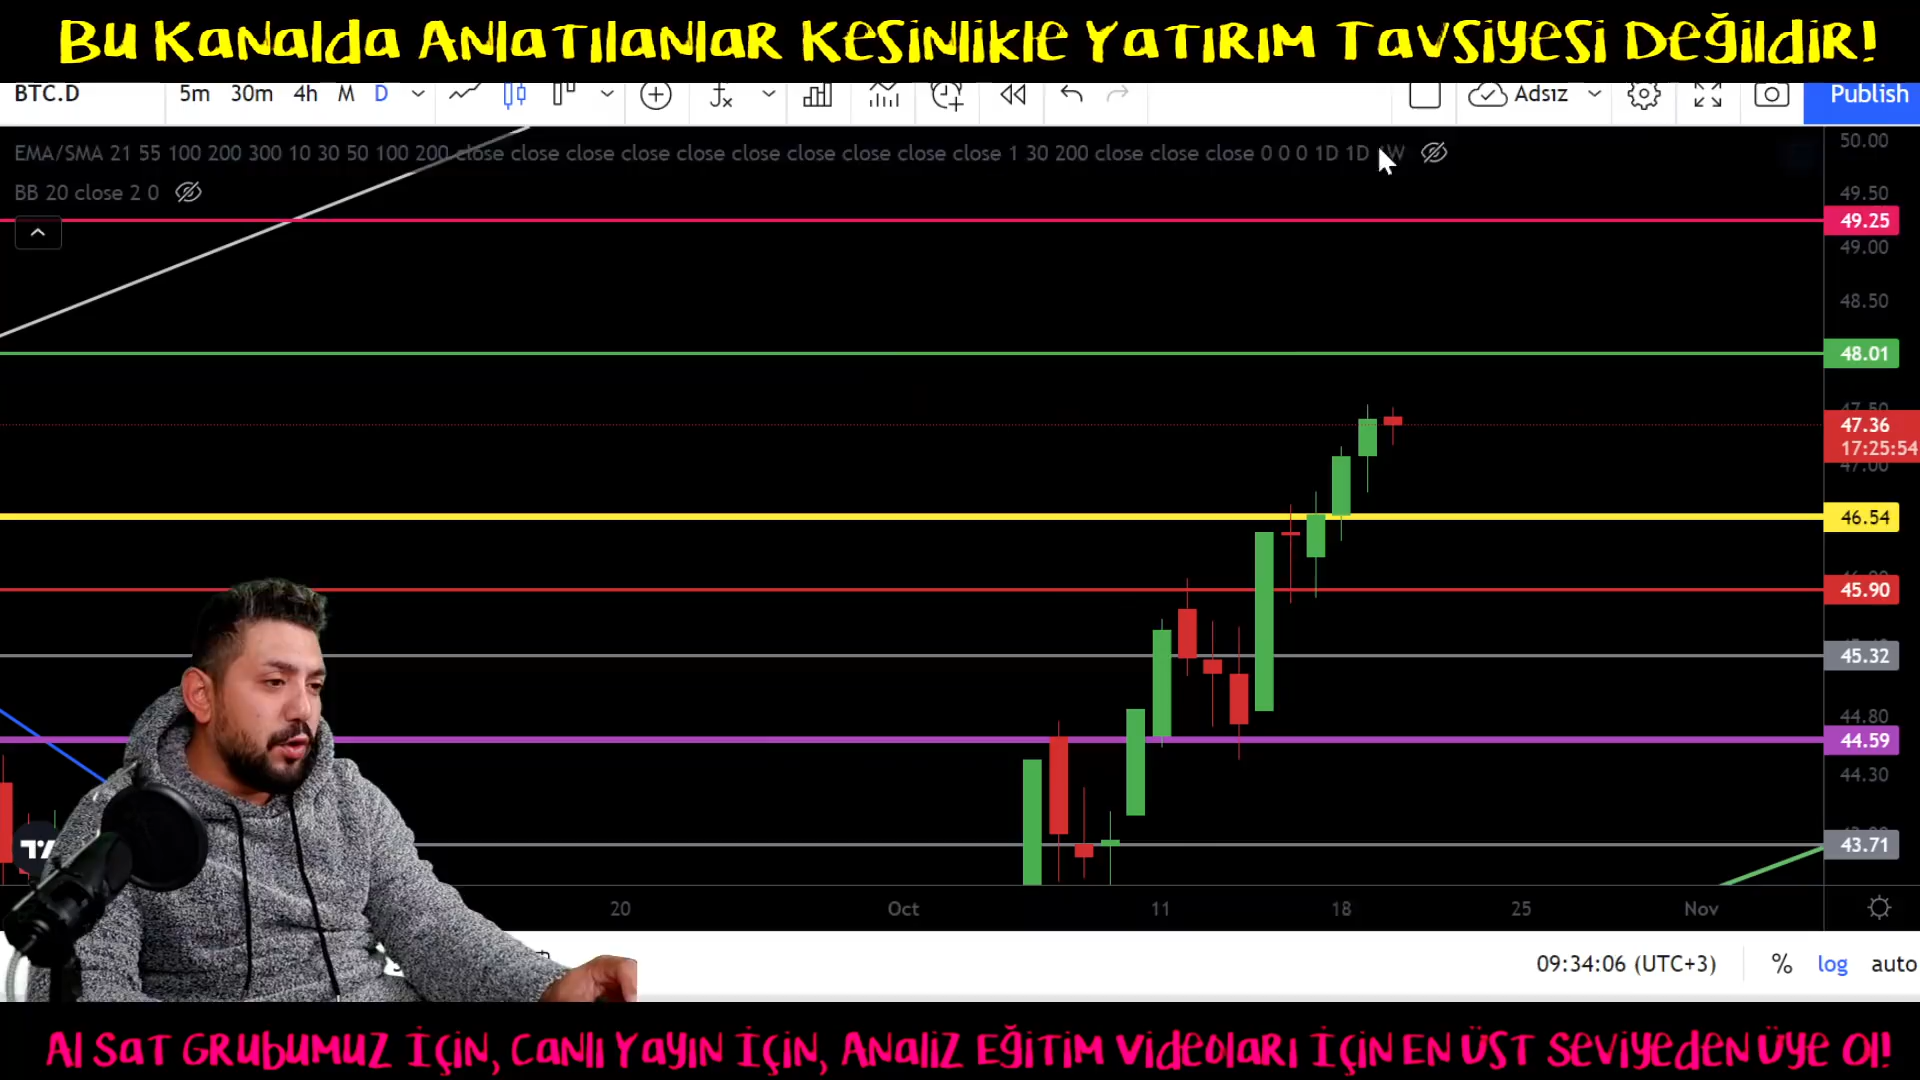 Bu Kanalda Anlatılanlar Kesinlikle Yatırım Tavsiyesi Değildir!
BTC.D 5m 30m 4h M D Adsız Publish
EMA/SMA 21 55 100 200 300 10 30 50 100 200 close close close close close close close close close close 1 30 200 close close close 0 0 0 1D 1D 1W
BB 20 close 2 0
50.00
49.50
49.25
49.00
48.50
48.01
47.50
47.36
17:25:54
47.00
46.54
45.90
45.32
44.80
44.59
44.30
43.71
20 Oct 11 18 25 Nov
09:34:06 (UTC+3) % log auto
Al Sat Grubumuz İçin, Canlı Yayın İçin, Analiz Eğitim Videoları İçin En Üst Seviyeden Üye Ol!